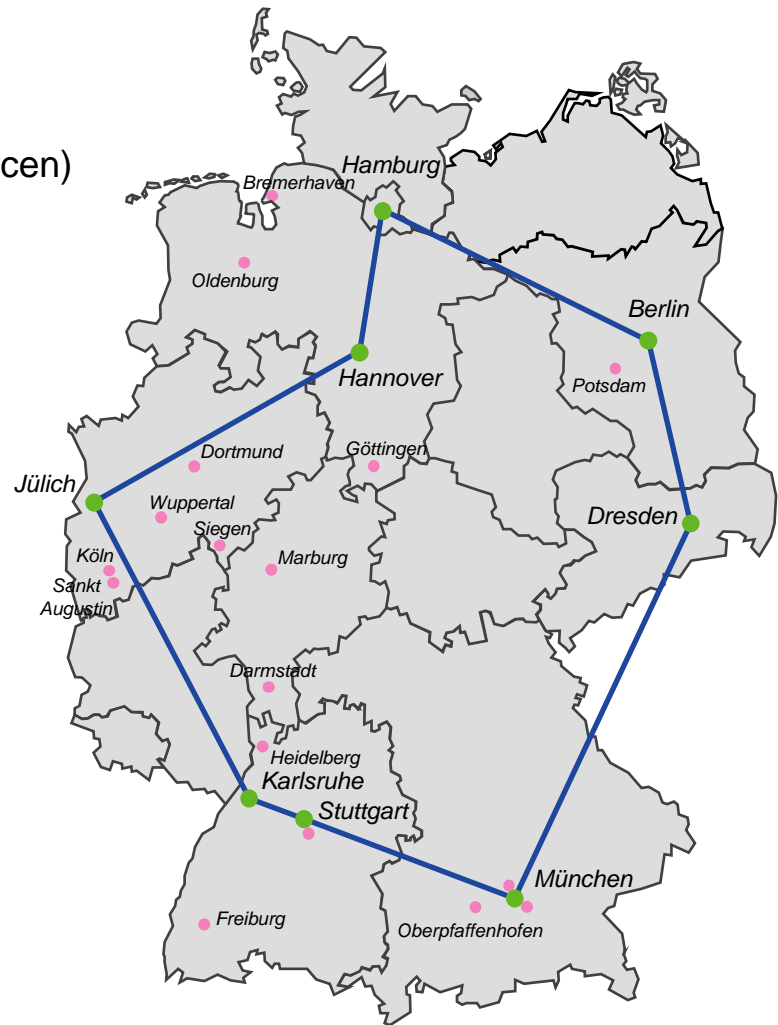 cen)
Hamburg
Bremerhaven
Oldenburg
Berlin
Hannover
Potsdam
Dortmund
Göttingen
Jülich
Wuppertal
Dresden
Siegen
Köln
Marburg
Sankt
Augustin
Darmstadt
Heidelberg
Karlsruhe
Stuttgart
München
Freiburg
Oberpfaffenhofen